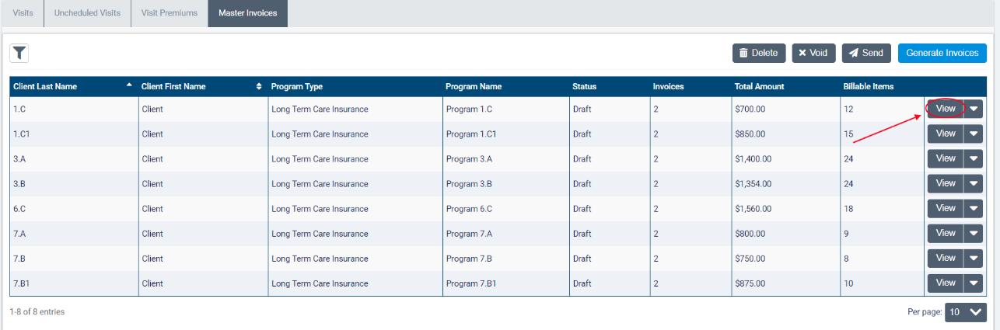 Visits Unscheduled Visits Visit Premiums Master Invoices
Delete Void Send Generate Invoices
Client Last Name Client First Name Program Type Program Name Status Invoices Total Amount Billable Items
1.C Client Long Term Care Insurance Program 1.C Draft 2 $700.00 12 View
1.C1 Client Long Term Care Insurance Program 1.C1 Draft 2 $850.00 15 View
3.A Client Long Term Care Insurance Program 3.A Draft 2 $1,400.00 24 View
3.B Client Long Term Care Insurance Program 3.B Draft 2 $1,354.00 24 View
6.C Client Long Term Care Insurance Program 6.C Draft 2 $1,560.00 18 View
7.A Client Long Term Care Insurance Program 7.A Draft 2 $800.00 9 View
7.B Client Long Term Care Insurance Program 7.B Draft 2 $750.00 8 View
7.B1 Client Long Term Care Insurance Program 7.B1 Draft 2 $875.00 10 View
1-8 of 8 entries Per page: 10